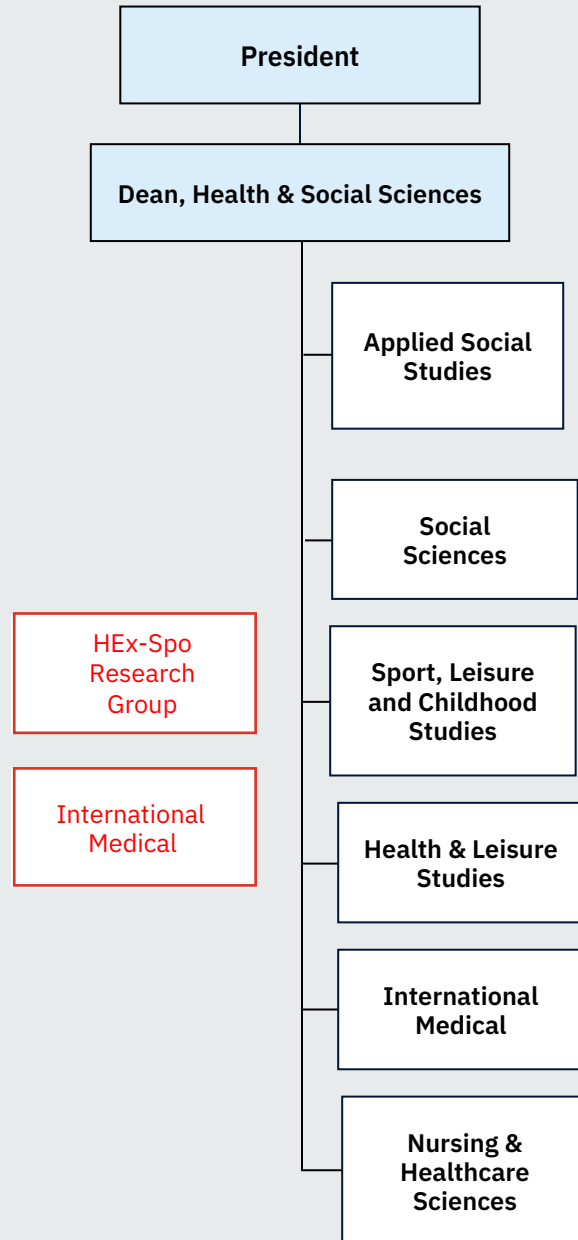 President
Dean, Health & Social Sciences
Applied Social
Studies
Social
Sciences
HEx-Spo
Research
Group
Sport, Leisure
and Childhood
Studies
International
Medical
Health & Leisure
Studies
International
Medical
Nursing &
Healthcare
Sciences